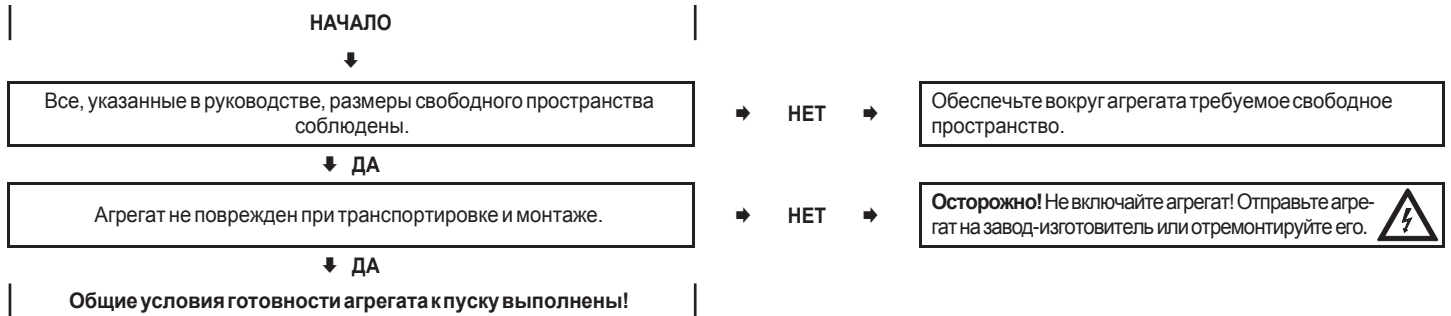 НАЧАЛО
Все, указанные в руководстве, размеры свободного пространства
соблюдены.
НЕТ
Обеспечьте вокруг агрегата требуемое свободное
пространство.
ДА
Агрегат не поврежден при транспортировке и монтаже.
НЕТ
Осторожно! Не включайте агрегат! Отправьте агре-
гат на завод-изготовитель или отремонтируйте его.
ДА
Общие условия готовности агрегата к пуску выполнены!